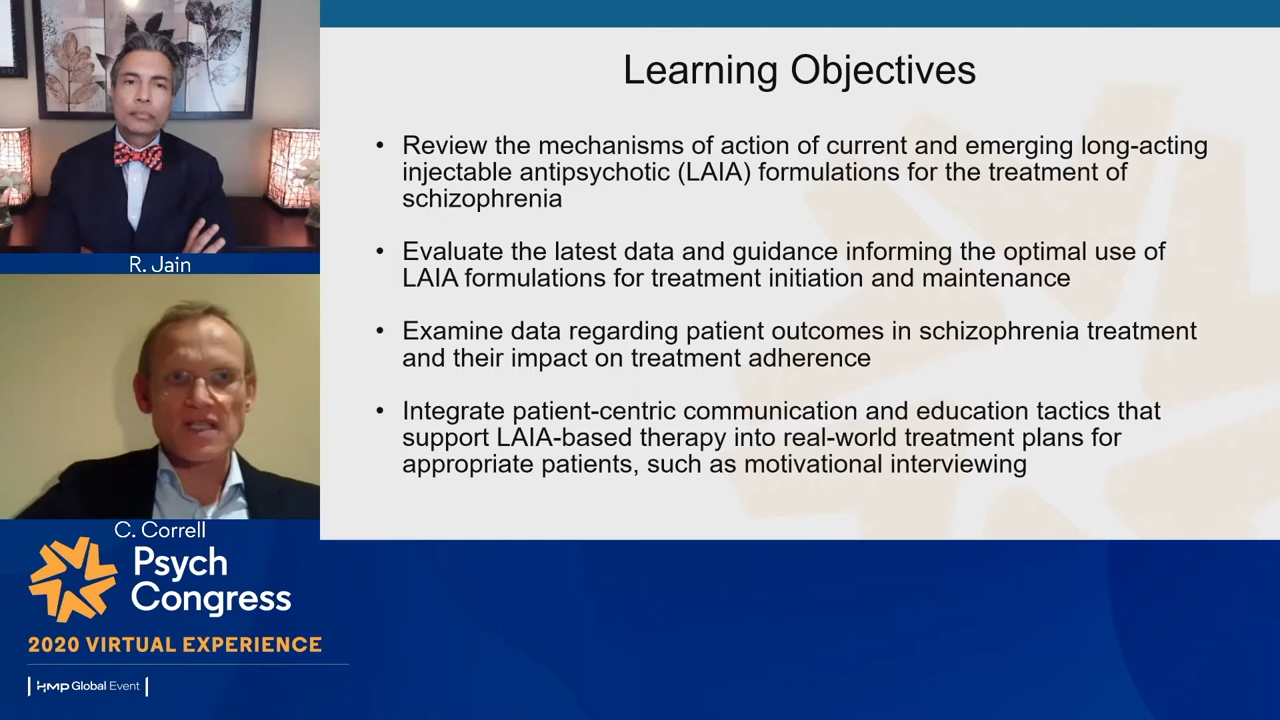 R. Jain
C. Correll
Psych
Congress
2020 VIRTUAL EXPERIENCE
HMP Global Event
Learning Objectives
• Review the mechanisms of action of current and emerging long-acting
injectable antipsychotic (LAIA) formulations for the treatment of
schizophrenia
• Evaluate the latest data and guidance informing the optimal use of
LAIA formulations for treatment initiation and maintenance
• Examine data regarding patient outcomes in schizophrenia treatment
and their impact on treatment adherence
• Integrate patient-centric communication and education tactics that
support LAIA-based therapy into real-world treatment plans for
appropriate patients, such as motivational interviewing